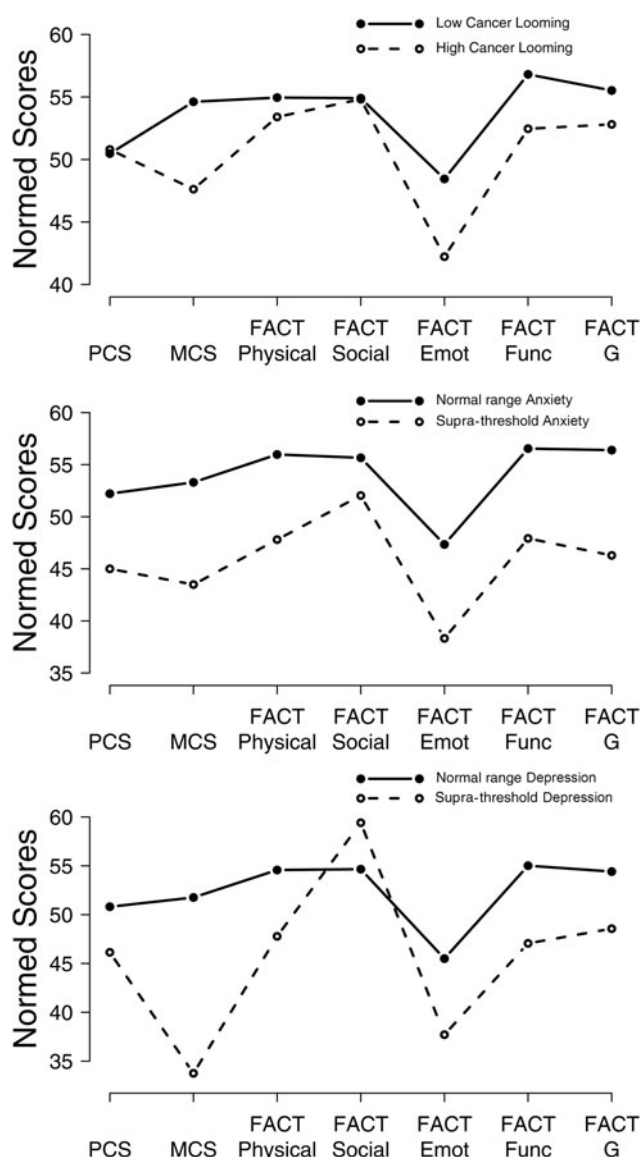 Low Cancer Looming
High Cancer Looming
Normed Scores
60
55
50
45
40
FACT FACT FACT FACT FACT
PCS MCS Physical Social Emot Func G
Normal range Anxiety
Supra-threshold Anxiety
Normed Scores
60
55
50
45
40
35
FACT FACT FACT FACT FACT
PCS MCS Physical Social Emot Func G
Normal range Depression
Supra-threshold Depression
Normed Scores
60
55
50
45
40
35
FACT FACT FACT FACT FACT
PCS MCS Physical Social Emot Func G